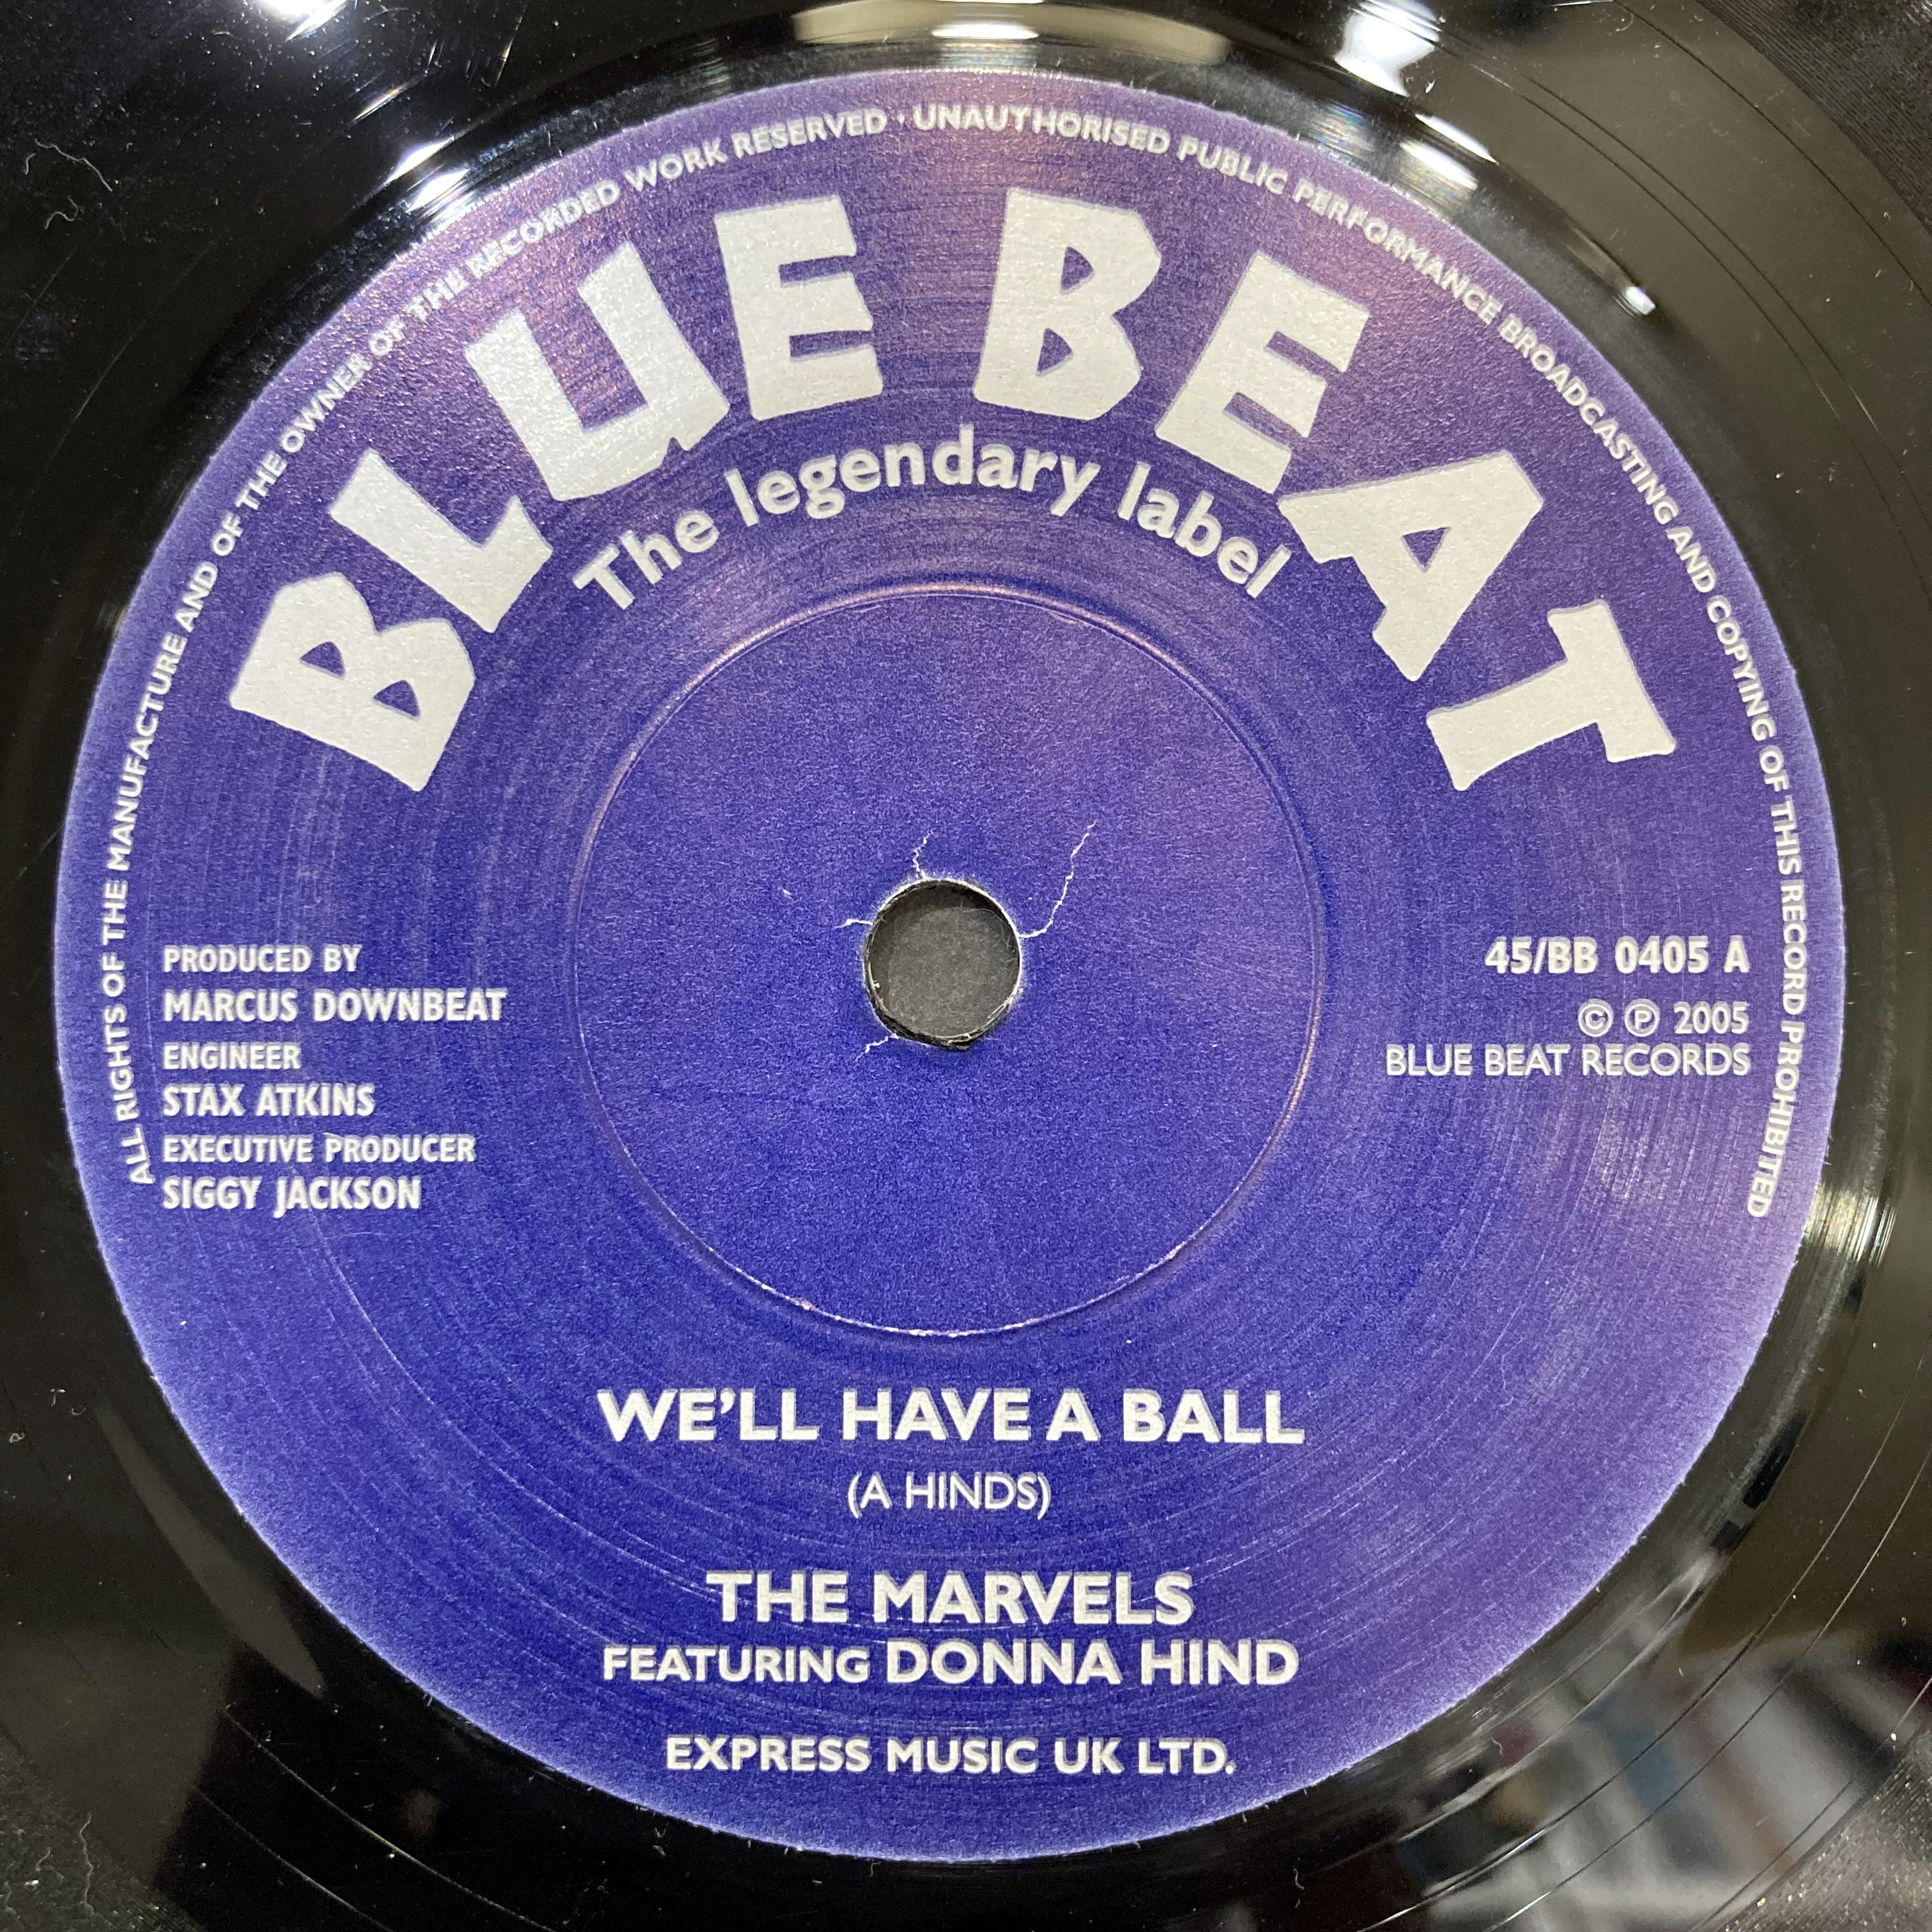 ALL RIGHTS OF THE MANUFACTURE AND OF THE OWNER OF THE RECORDED WORK RESERVED · UNAUTHORISED PUBLIC PERFORMANCE BROADCASTING AND COPYING OF THIS RECORD PROHIBITED
BLUE BEAT
The legendary label
PRODUCED BY
MARCUS DOWNBEAT
ENGINEER
STAX ATKINS
EXECUTIVE PRODUCER
SIGGY JACKSON
45/BB 0405 A
© ℗ 2005
BLUE BEAT RECORDS
WE'LL HAVE A BALL
(A HINDS)
THE MARVELS
FEATURING DONNA HIND
EXPRESS MUSIC UK LTD.